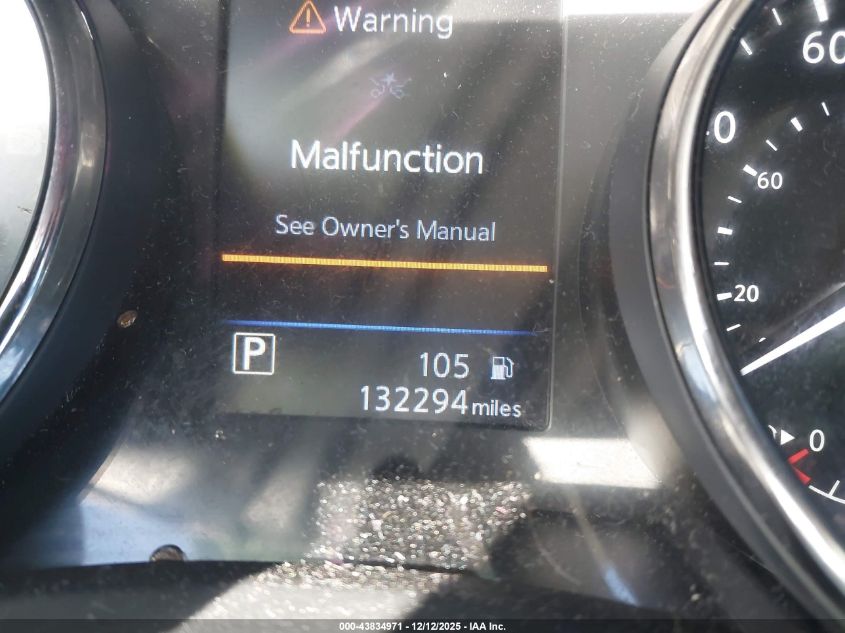 Warning
Malfunction
See Owner's Manual
P
105
132294 miles
60
60
20
0
000-43834971 - 12/12/2025 - IAA Inc.